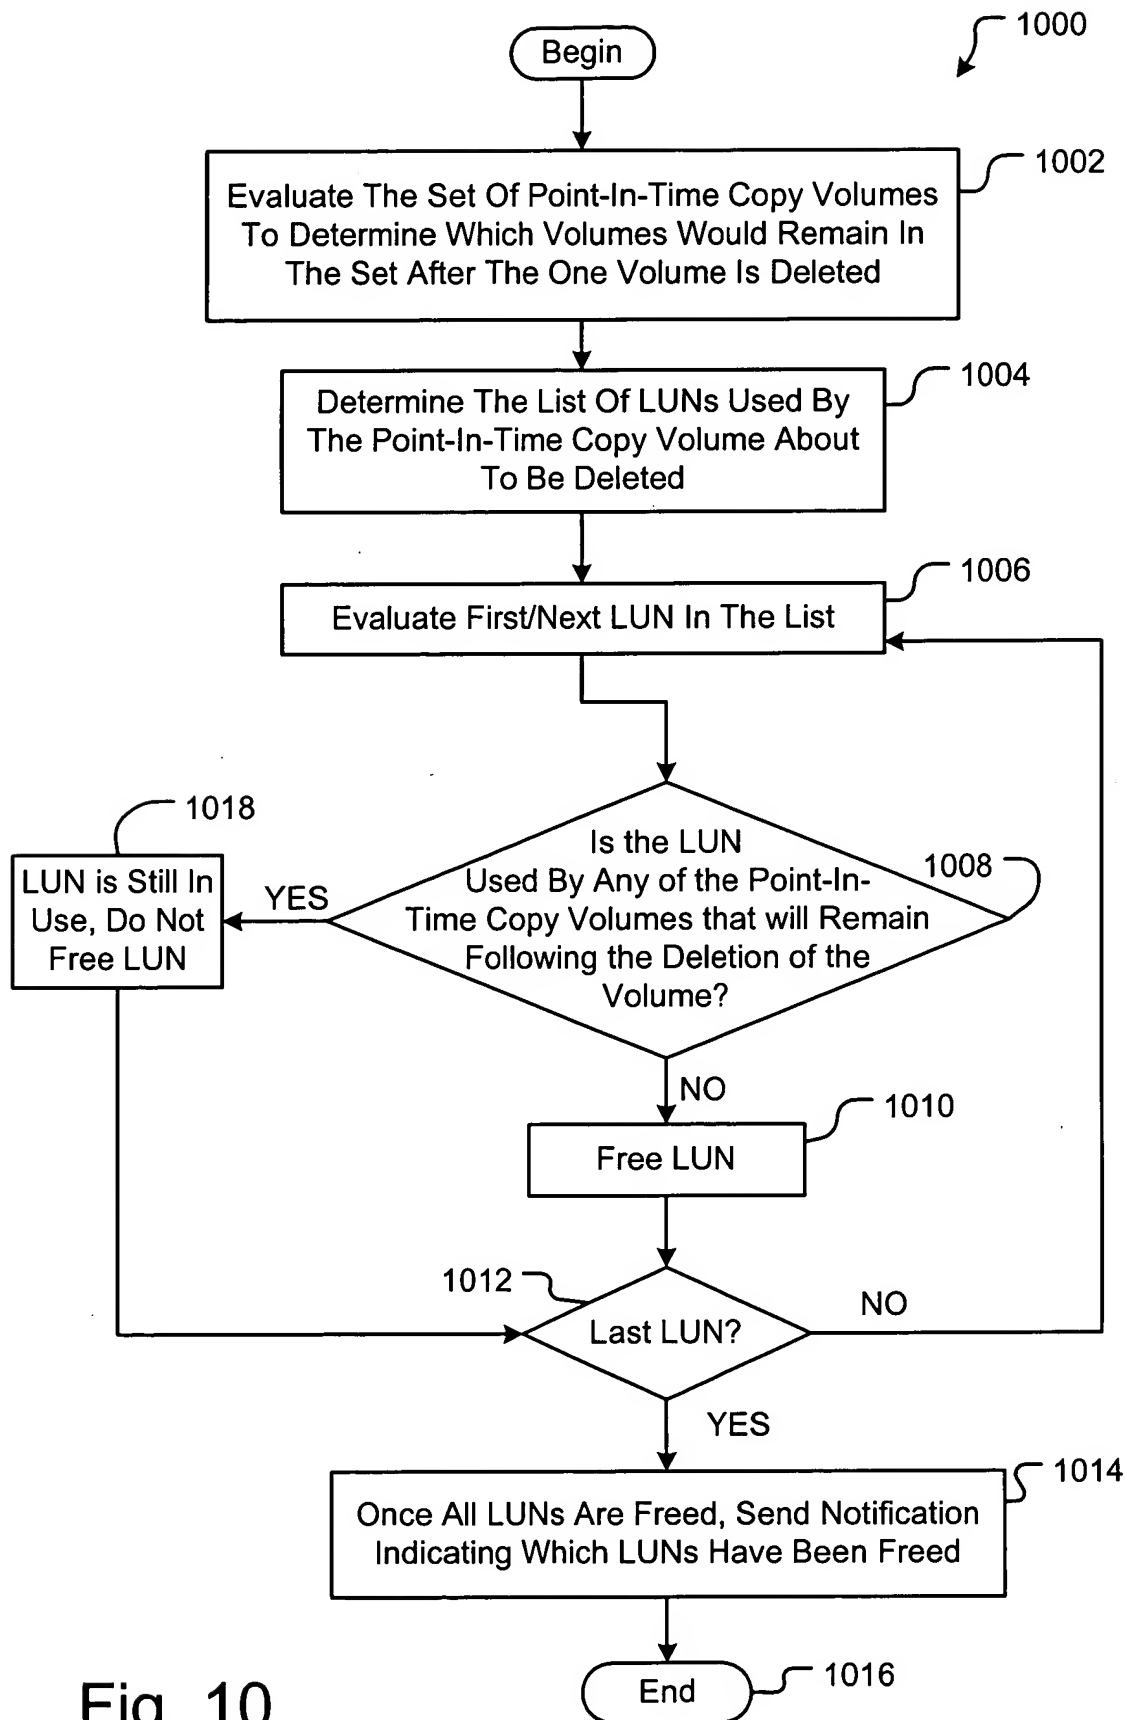 1000
Begin
1002
Evaluate The Set Of Point-In-Time Copy Volumes
To Determine Which Volumes Would Remain In
The Set After The One Volume Is Deleted
1004
Determine The List Of LUNs Used By
The Point-In-Time Copy Volume About
To Be Deleted
1006
Evaluate First/Next LUN In The List
1018
LUN is Still In
Use, Do Not
Free LUN
YES
1008
Is the LUN
Used By Any of the Point-In-
Time Copy Volumes that will Remain
Following the Deletion of the
Volume?
NO
1010
Free LUN
1012
Last LUN?
NO
YES
1014
Once All LUNs Are Freed, Send Notification
Indicating Which LUNs Have Been Freed
End
1016
Fig. 10